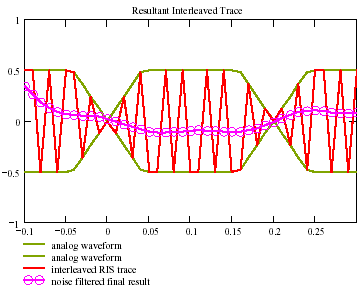 Resultant Interleaved Trace
1
0.5
0
−0.5
−1
−0.1 −0.05 0 0.05 0.1 0.15 0.2 0.25
analog waveform
analog waveform
interleaved RIS trace
noise filtered final result